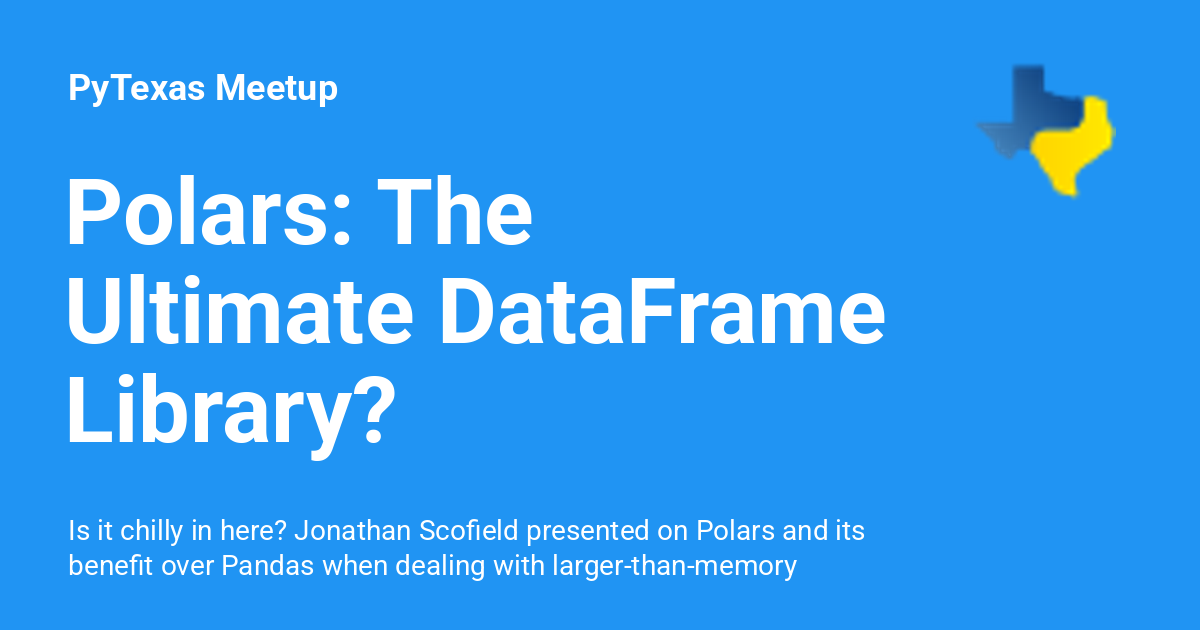 PyTexas Meetup
Polars: The
Ultimate DataFrame
Library?
Is it chilly in here? Jonathan Scofield presented on Polars and its
benefit over Pandas when dealing with larger-than-memory